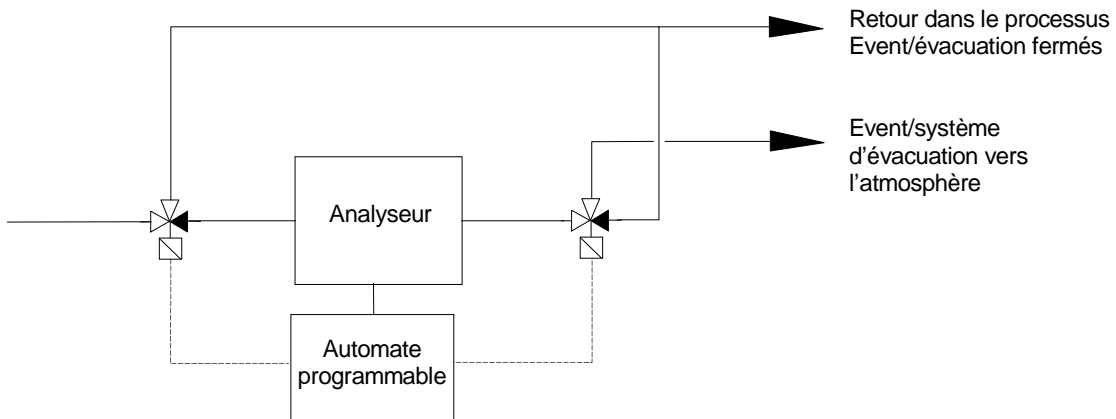 Retour dans le processus
Event/évacuation fermés
Event/système
d’évacuation vers
l’atmosphère
Analyseur
Automate
programmable